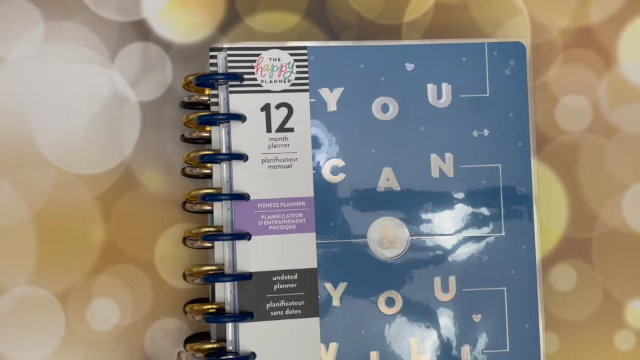 THE
happy
PLANNER
12
month
planner
planificateur
mensuel
FITNESS PLANNER
PLANIFICATEUR
D'ENTRAÎNEMENT
PHYSIQUE
undated
planner
planificateur
sans dates
YOU
CAN
&
YOU
WILL